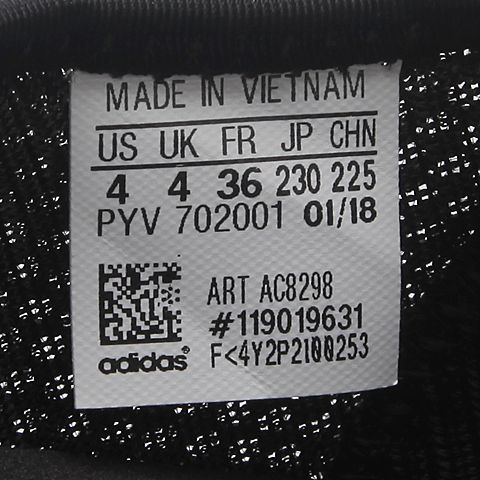 MADE IN VIETNAM
US UK FR JP CHN
4 4 36 230 225
PYV 702001 01/18
ART AC8298
#119019631
adidas® F<4Y2P2100253